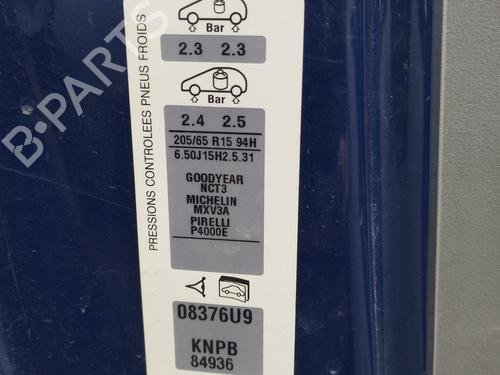 PRESSIONS CONTROLEES PNEUS FROIDS
Bar
2.3 2.3
Bar
2.4 2.5
205/65 R15 94H
6.50J15H2.5.31
GOODYEAR
NCT3
MICHELIN
MXV3A
PIRELLI
P4000E
08376U9
KNPB
84936
B-PARTS